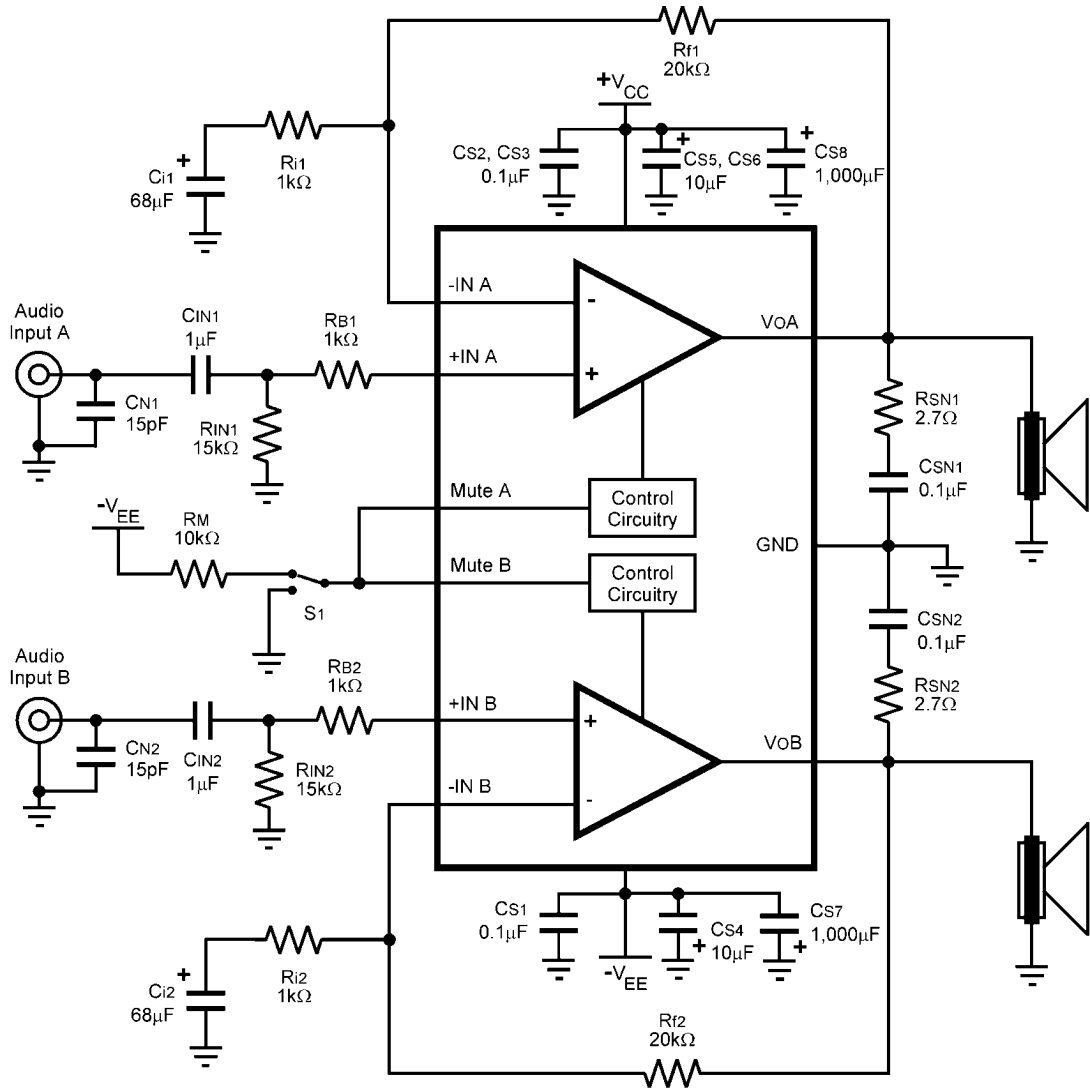 Rf1
20kΩ
+VCC
Ri1
1kΩ
Ci1
68µF
+
CS2, CS3
0.1µF
+
CS5, CS6
10µF
+
CS8
1,000µF
-IN A
-
Audio
Input A
CIN1
1µF
RB1
1kΩ
+IN A
+
VOA
CN1
15pF
RIN1
15kΩ
RSN1
2.7Ω
CSN1
0.1µF
Mute A
Control
Circuitry
-VEE
RM
10kΩ
GND
Mute B
Control
Circuitry
S1
CSN2
0.1µF
RSN2
2.7Ω
Audio
Input B
RB2
1kΩ
+IN B
+
CN2
15pF
CIN2
1µF
RIN2
15kΩ
VOB
-IN B
-
CS1
0.1µF
CS4
10µF
+
CS7
1,000µF
+
-VEE
Ri2
1kΩ
+
Ci2
68µF
Rf2
20kΩ